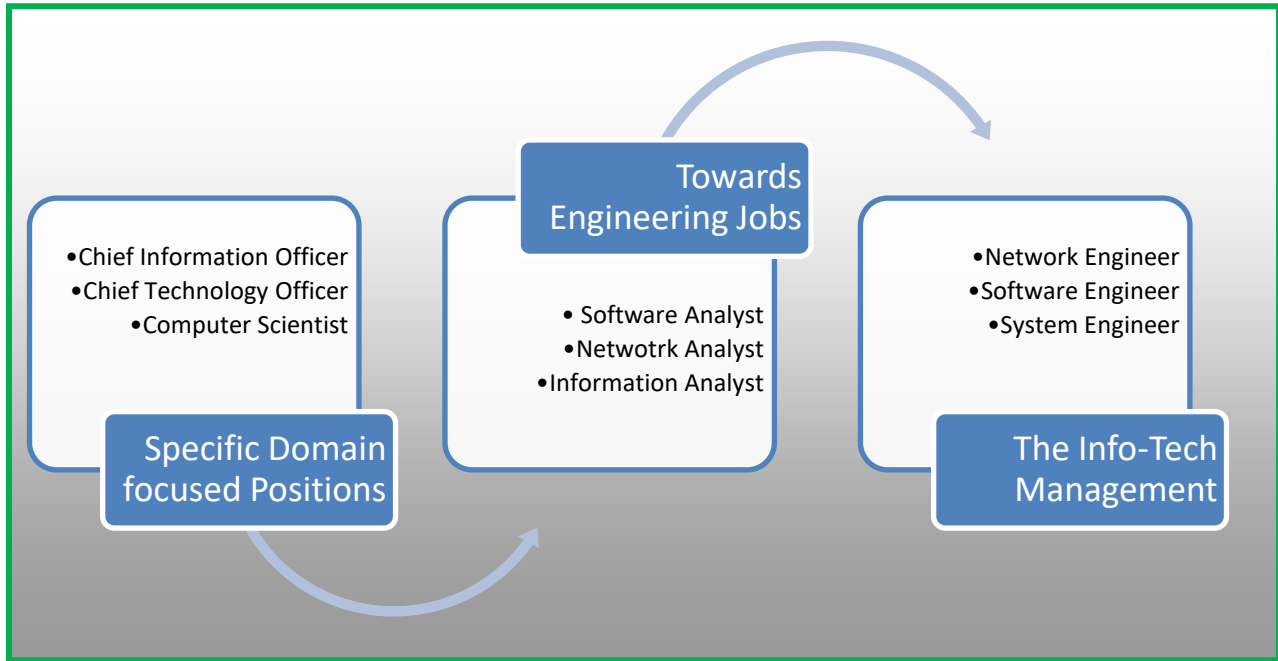 •Chief Information Officer
•Chief Technology Officer
•Computer Scientist
Specific Domain
focused Positions
Towards
Engineering Jobs
• Software Analyst
•Netwotrk Analyst
•Information Analyst
•Network Engineer
•Software Engineer
•System Engineer
The Info-Tech
Management